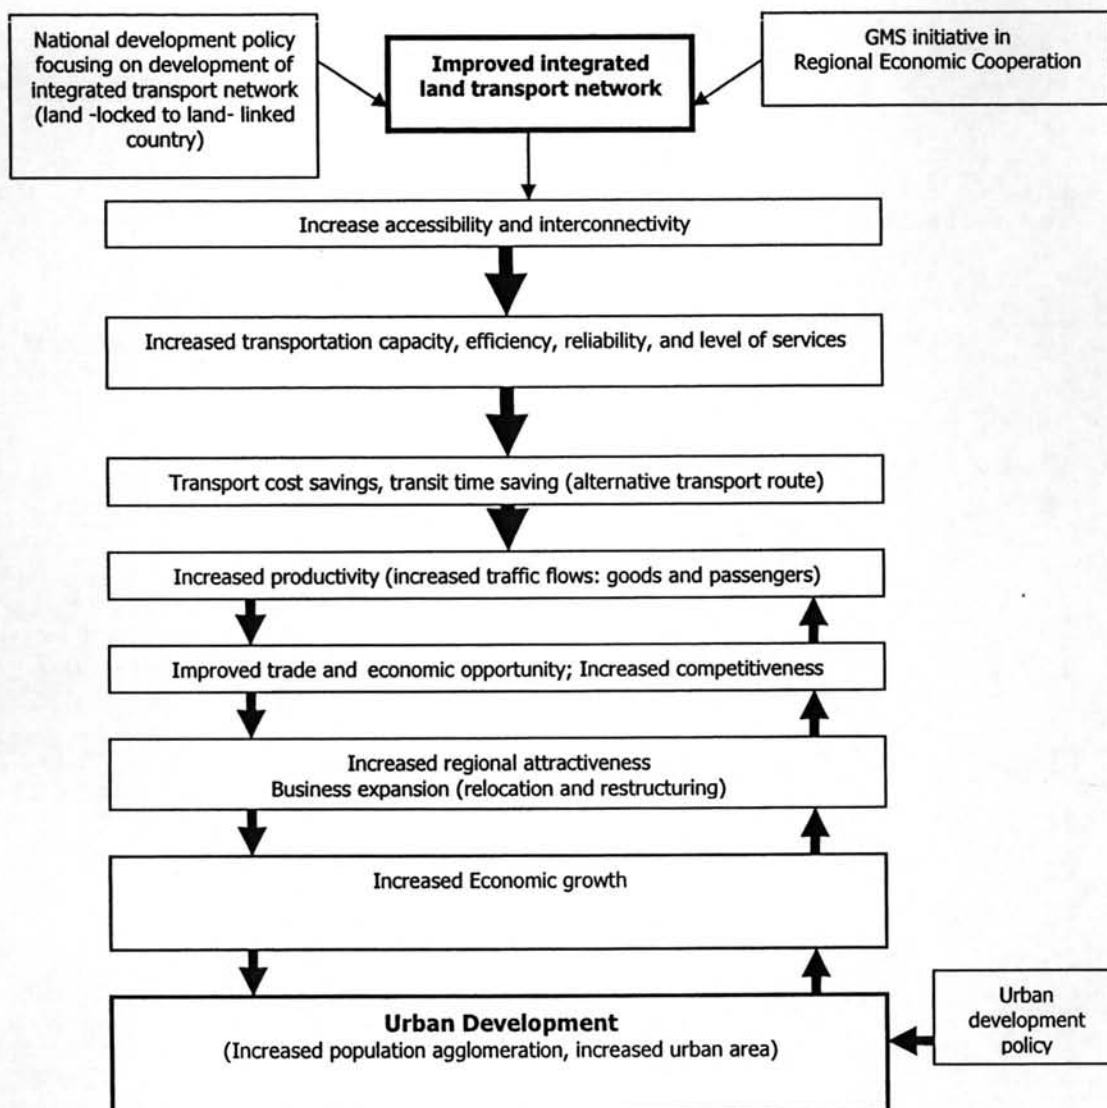 National development policy
focusing on development of
integrated transport network
(land -locked to land- linked
country)
Improved integrated
land transport network
GMS initiative in
Regional Economic Cooperation
Increase accessibility and interconnectivity
Increased transportation capacity, efficiency, reliability, and level of services
Transport cost savings, transit time saving (alternative transport route)
Increased productivity (increased traffic flows: goods and passengers)
Improved trade and economic opportunity; Increased competitiveness
Increased regional attractiveness
Business expansion (relocation and restructuring)
Increased Economic growth
Urban Development
(Increased population agglomeration, increased urban area)
Urban
development
policy